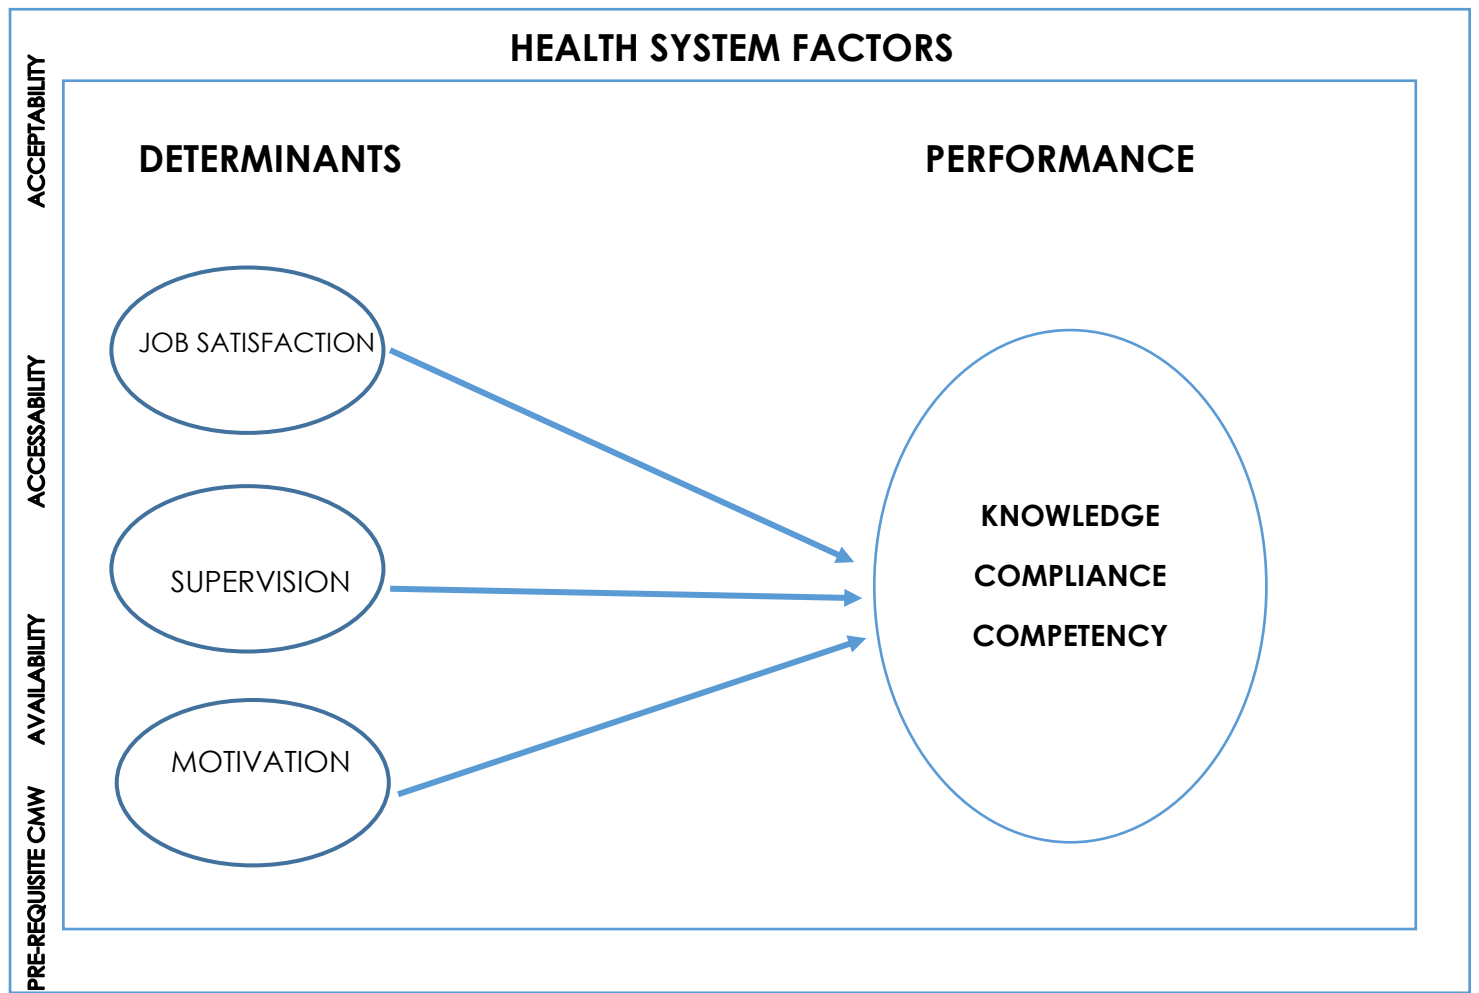 HEALTH SYSTEM FACTORS
DETERMINANTS
PERFORMANCE
JOB SATISFACTION
SUPERVISION
MOTIVATION
KNOWLEDGE
COMPLIANCE
COMPETENCY
PRE-REQUISITE CMW AVAILABILITY ACCESSABILITY ACCEPTABILITY